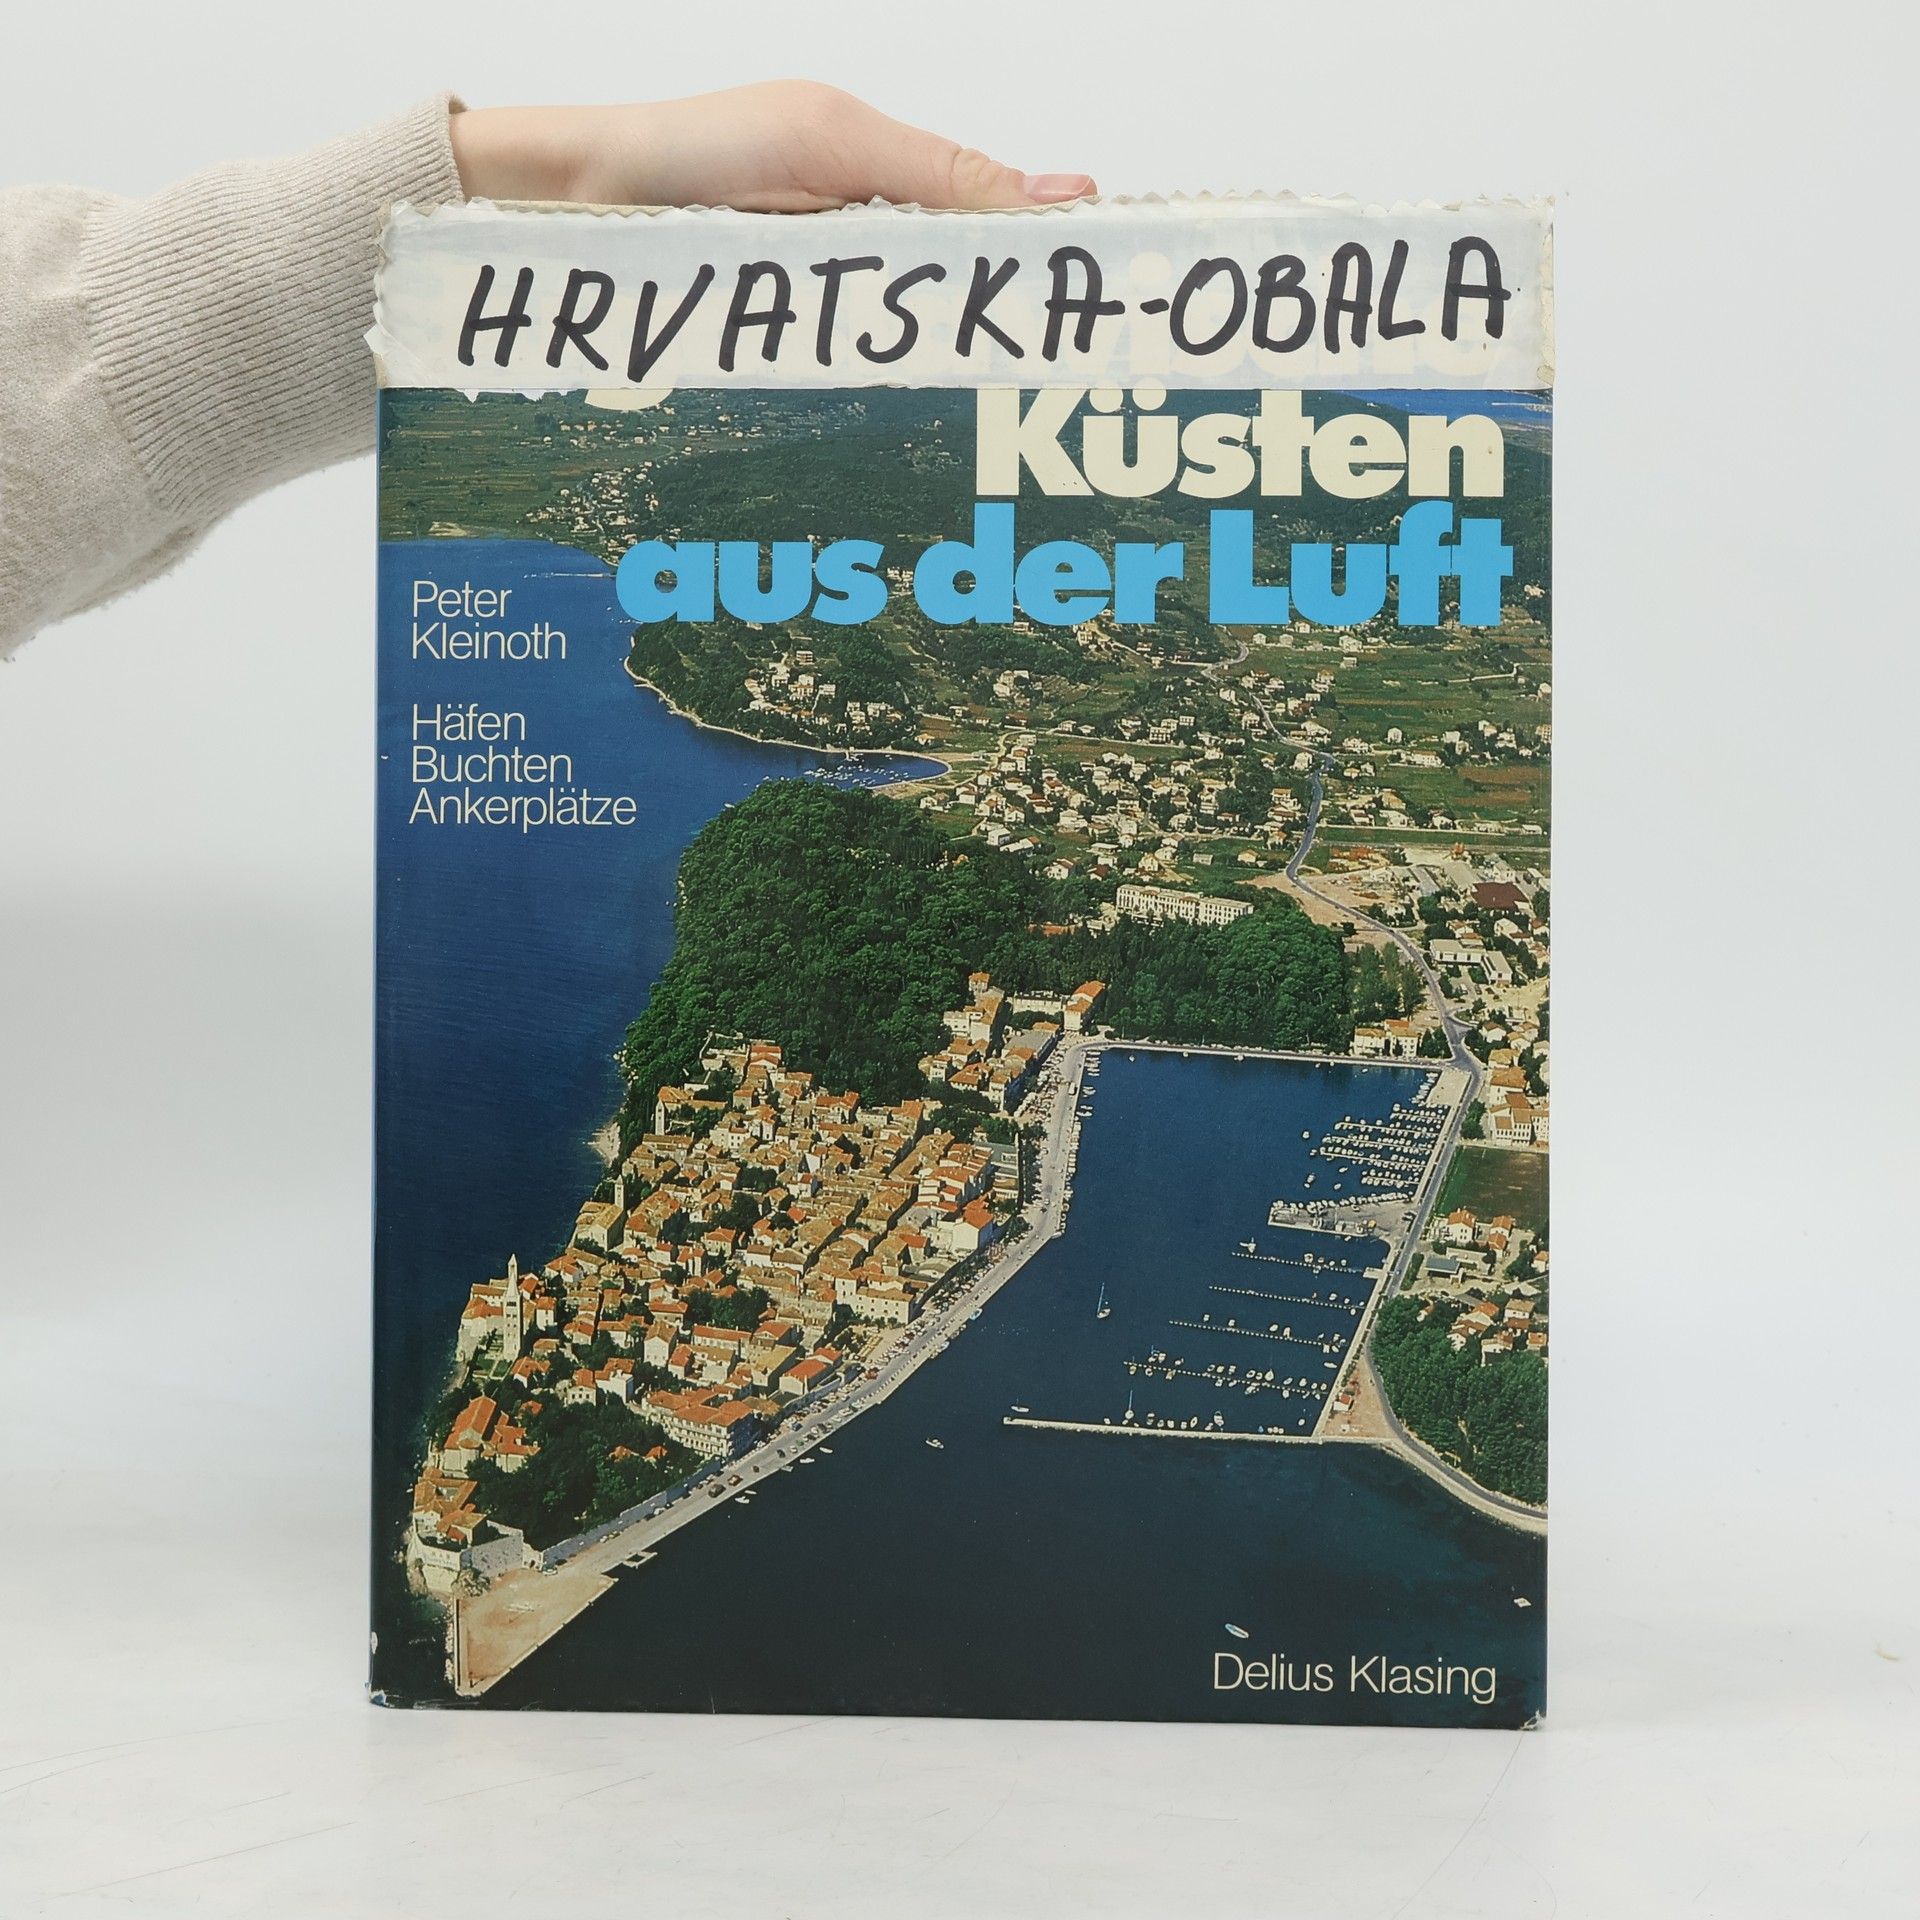 HRVATSKA-OBALA
Küsten
aus der Luft
Peter
Kleinoth
Häfen
Buchten
Ankerplätze
Delius Klasing